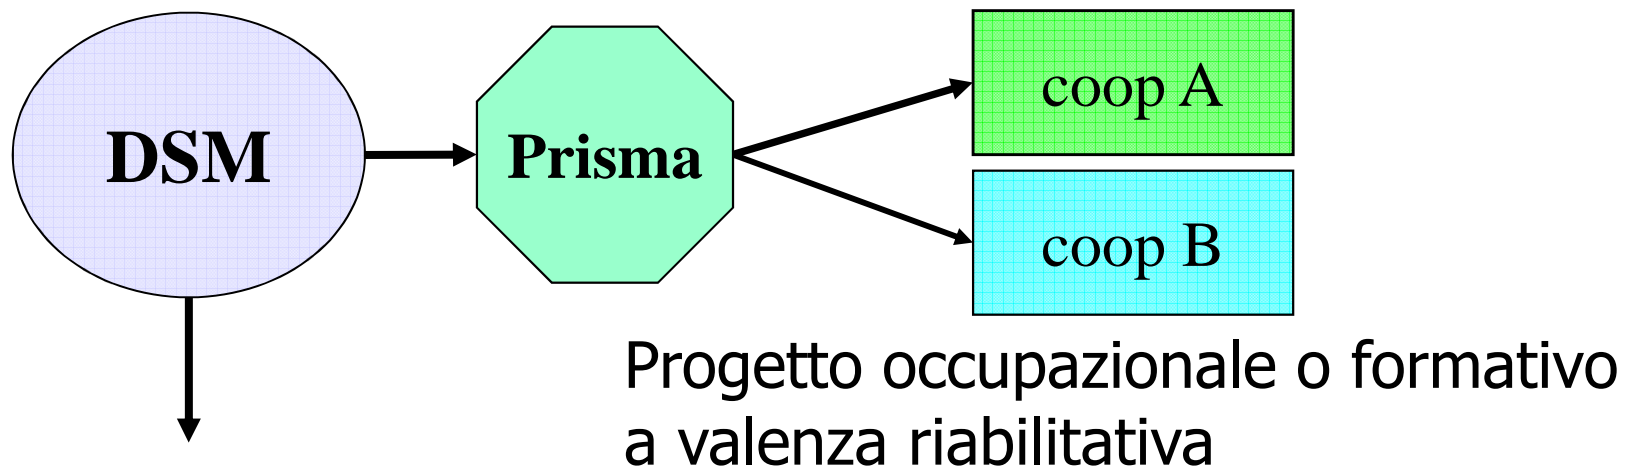 DSM
Prisma
coop A
coop B
Progetto occupazionale o formativo
a valenza riabilitativa